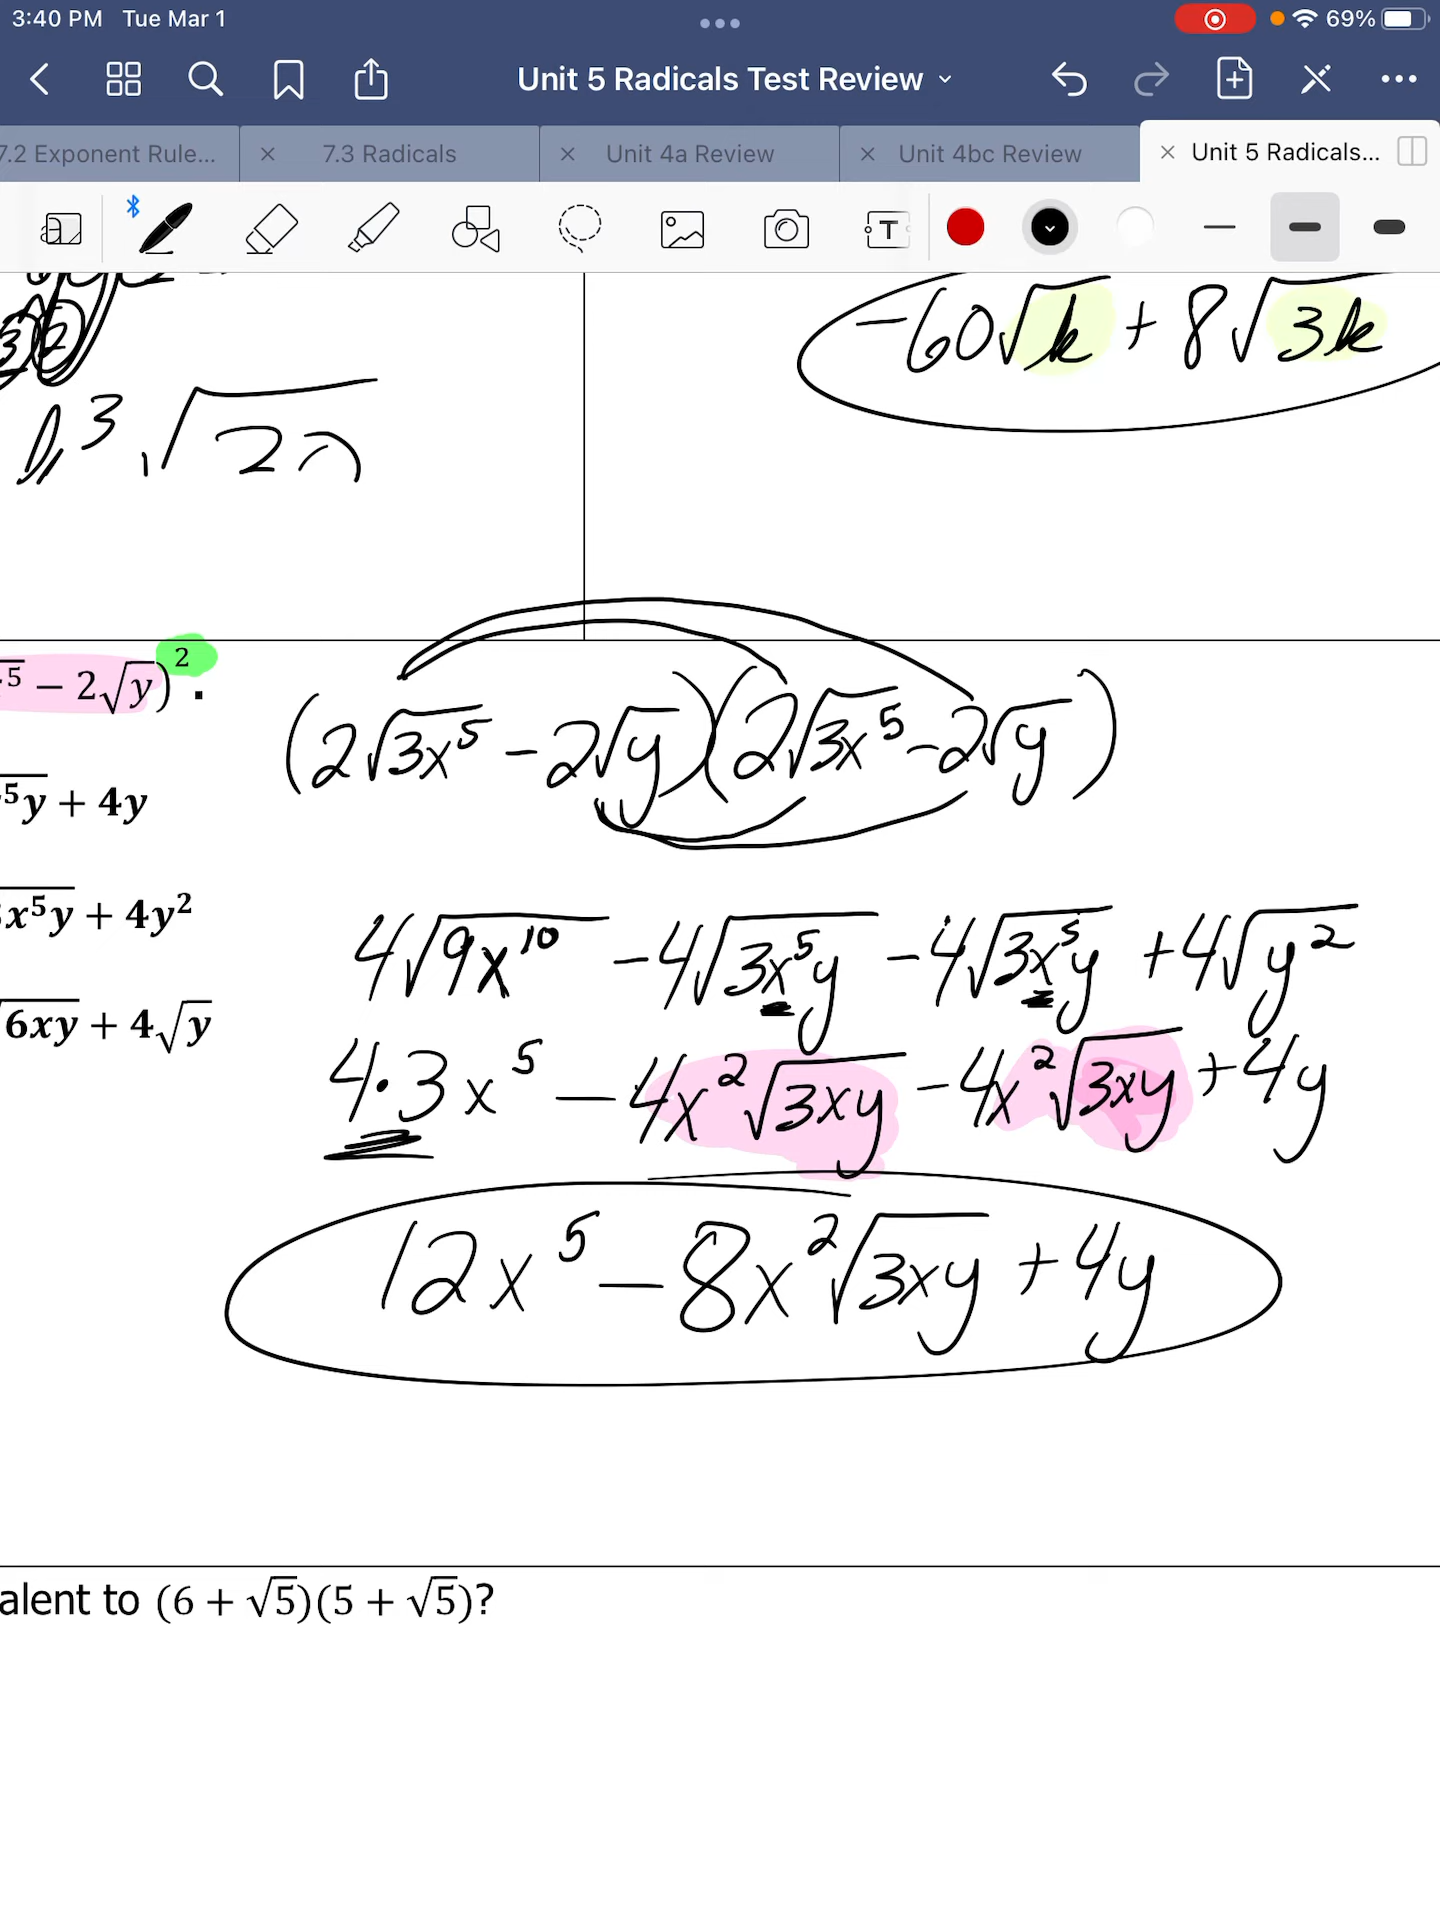 3:40 PM Tue Mar 1
69%
Unit 5 Radicals Test Review
7.2 Exponent Rule...
7.3 Radicals
Unit 4a Review
Unit 4bc Review
Unit 5 Radicals...
T
-60√k + 8√3k
5 − 2√y)².
(2√3x⁵ - 2√y)(2√3x⁵ - 2√y)
⁵y + 4y
x⁵y + 4y²
4√9x¹⁰ - 4√3x⁵y - 4√3x⁵y + 4√y²
6xy + 4√y
4•3x⁵ - 4x²√3xy - 4x²√3xy + 4y
12x⁵ - 8x²√3xy + 4y
alent to (6 + √5)(5 + √5)?